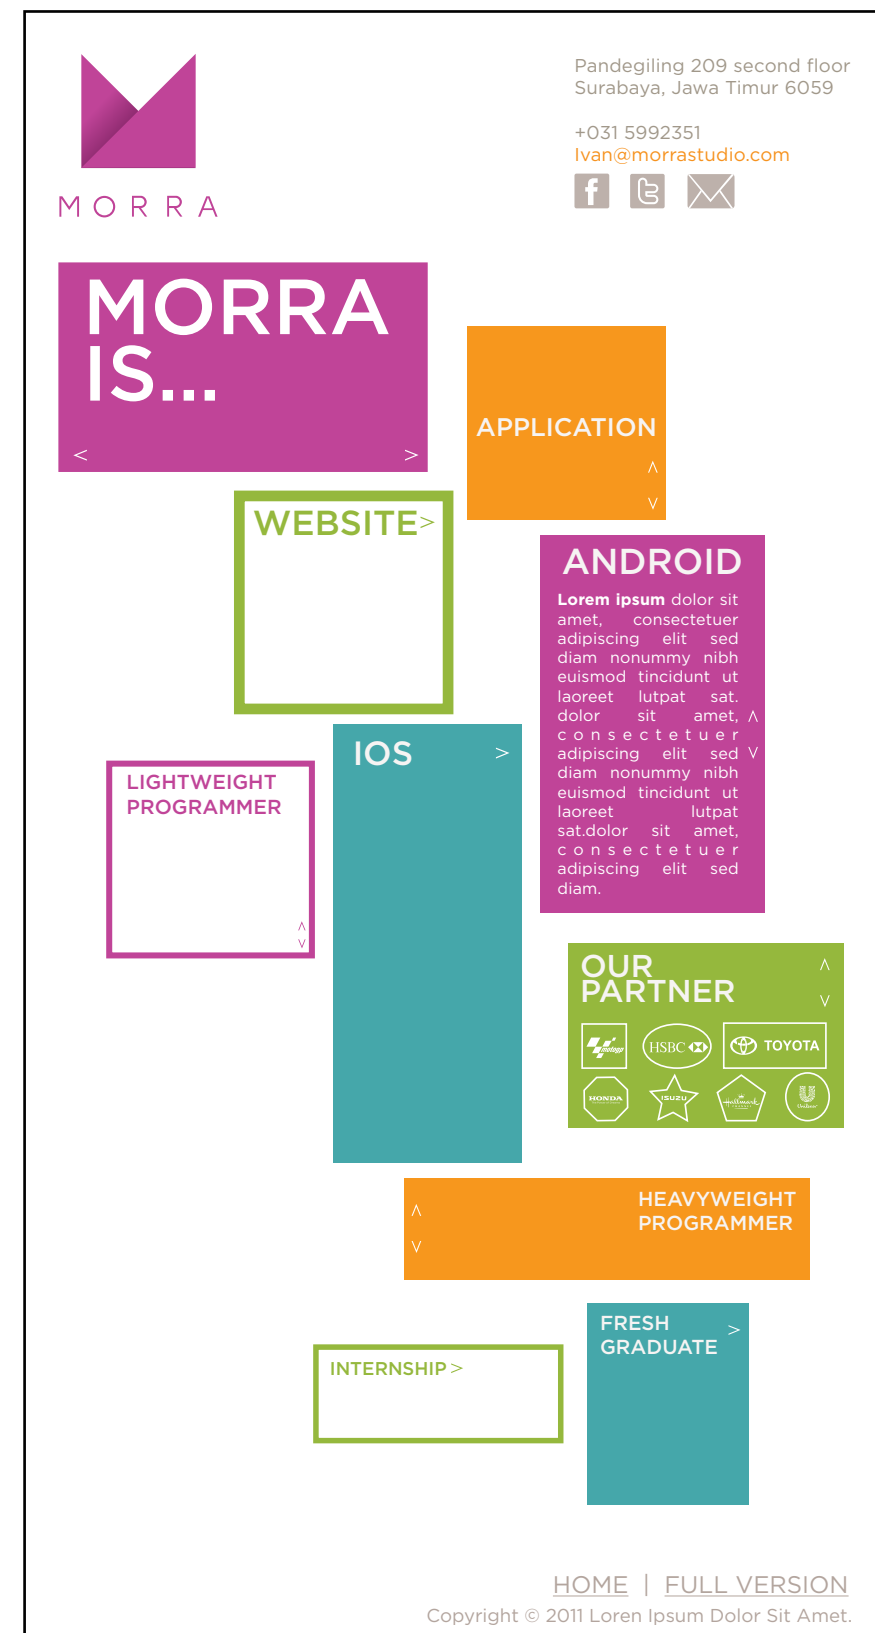 MORRA
Pandegiling 209 second floor
Surabaya, Jawa Timur 6059
+031 5992351
Ivan@morrastudio.com
MORRA
IS...
< >
APPLICATION
WEBSITE>
ANDROID
Lorem ipsum dolor sit
amet, consectetuer
adipiscing elit sed
diam nonummy nibh
euismod tincidunt ut
laoreet lutpat sat.
dolor sit amet,
consectetuer
adipiscing elit sed
diam nonummy nibh
euismod tincidunt ut
laoreet lutpat
sat.dolor sit amet,
consectetuer
adipiscing elit sed
diam.
IOS >
LIGHTWEIGHT
PROGRAMMER
OUR
PARTNER
motogp
HSBC
TOYOTA
HONDA
ISUZU
Hallmark
Unilever
HEAVYWEIGHT
PROGRAMMER
FRESH
GRADUATE >
INTERNSHIP >
HOME | FULL VERSION
Copyright © 2011 Loren Ipsum Dolor Sit Amet.